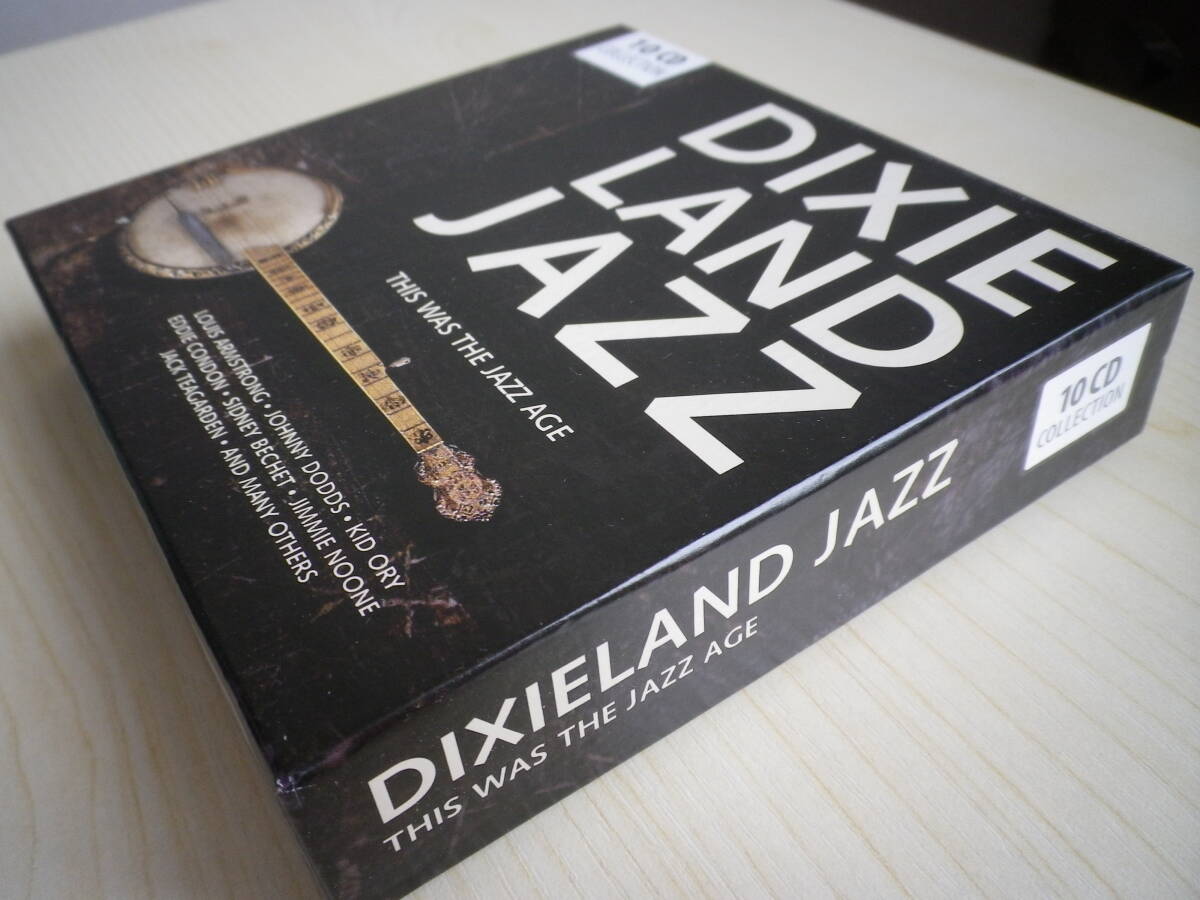 10 CD
COLLECTION
DIXIE
LAND
JAZZ
THIS WAS THE JAZZ AGE
LOUIS ARMSTRONG • JOHNNY DODDS • KID ORY
EDDIE CONDON • SIDNEY BECHET • JIMMIE NOONE
JACK TEAGARDEN • AND MANY OTHERS
DIXIELAND JAZZ
THIS WAS THE JAZZ AGE
10 CD
COLLECTION